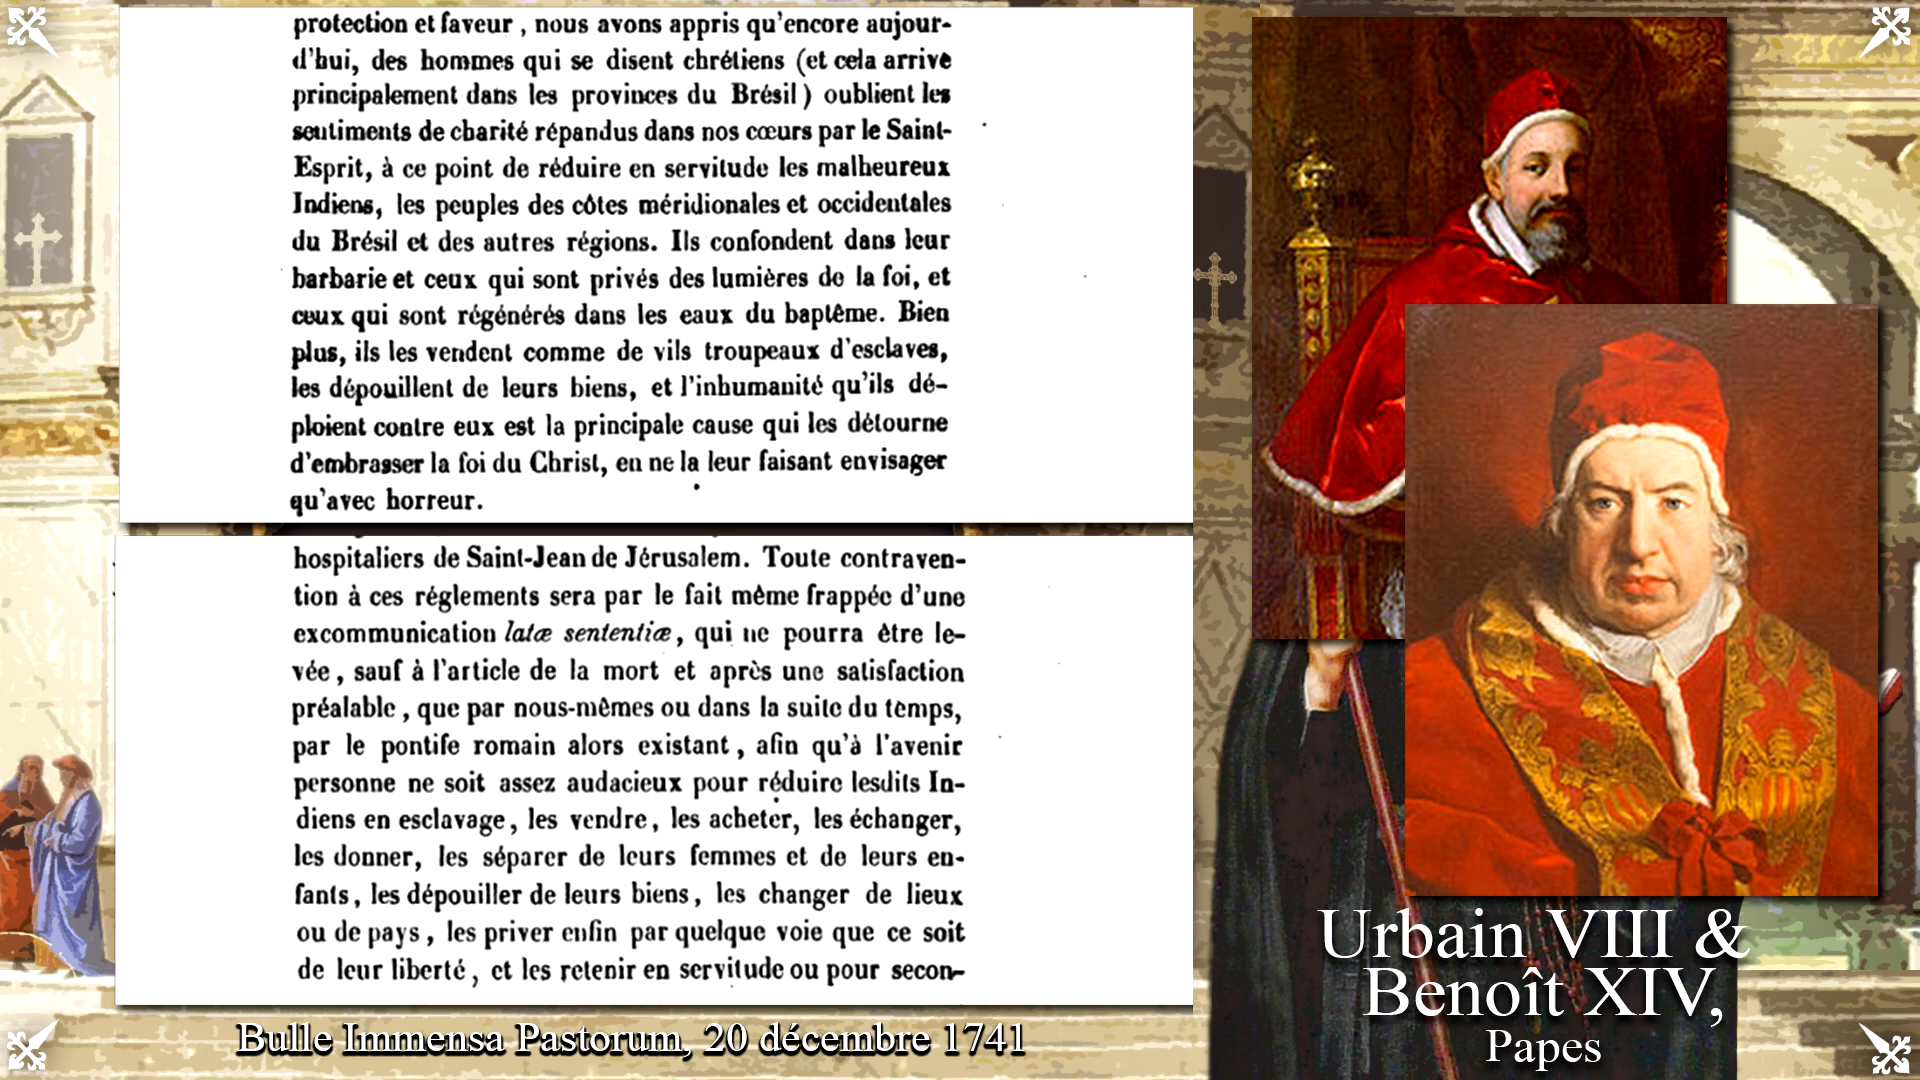 protection et faveur , nous avons appris qu'encore aujour-
d'hui, des hommes qui se disent chrétiens (et cela arrive
principalement dans les provinces du Brésil) oublient les
sentiments de charité répandus dans nos cœurs par le Saint-
Esprit, à ce point de réduire en servitude les malheureux
Indiens, les peuples des côtes méridionales et occidentales
du Brésil et des autres régions. Ils confondent dans leur
barbarie et ceux qui sont privés des lumières de la foi, et
ceux qui sont régénérés dans les eaux du baptême. Bien
plus, ils les vendent comme de vils troupeaux d'esclaves,
les dépouillent de leurs biens, et l'inhumanité qu'ils dé-
ploient contre eux est la principale cause qui les détourne
d'embrasser la foi du Christ, en ne la leur faisant envisager
qu'avec horreur.
hospitaliers de Saint-Jean de Jérusalem. Toute contraven-
tion à ces réglements sera par le fait même frappée d'une
excommunication latæ sententiæ, qui ne pourra être le-
vée, sauf à l'article de la mort et après une satisfaction
préalable, que par nous-mêmes ou dans la suite du temps,
par le pontife romain alors existant, afin qu'à l'avenir
personne ne soit assez audacieux pour réduire lesdits In-
diens en esclavage, les vendre, les acheter, les échanger,
les donner, les séparer de leurs femmes et de leurs en-
fants, les dépouiller de leurs biens, les changer de lieux
ou de pays, les priver enfin par quelque voie que ce soit
de leur liberté, et les retenir en servitude ou pour secon-
Bulle Immensa Pastorum, 20 décembre 1741
Urbain VIII &
Benoît XIV,
Papes